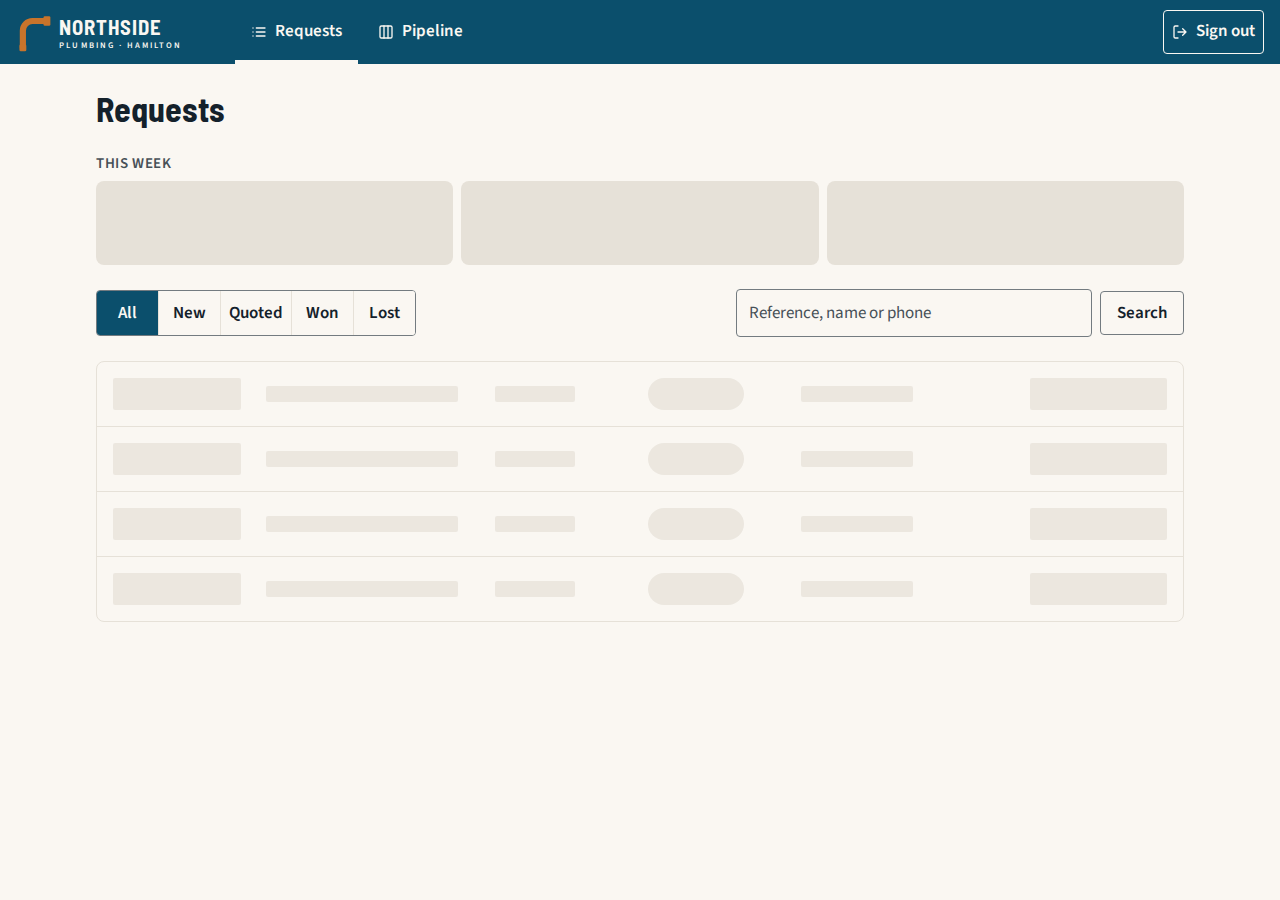 NORTHSIDE
PLUMBING · HAMILTON
Requests
Pipeline
Sign out
Requests
THIS WEEK
All
New
Quoted
Won
Lost
Reference, name or phone
Search